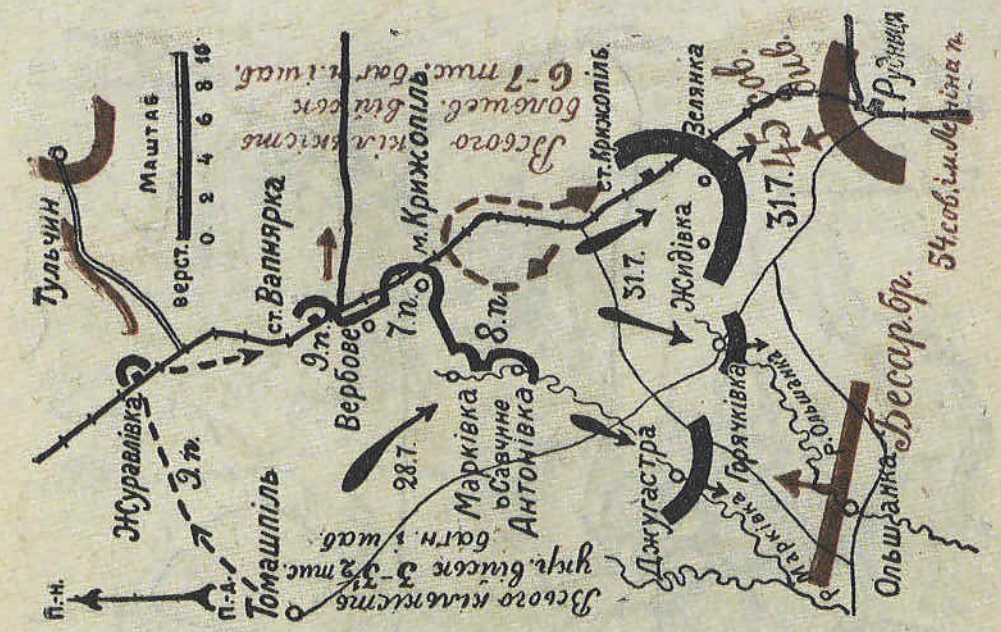 П.-Н.
П.-Д.
Тульчин
Маштаб
верст.
0 2 4 6 8 10.
Журавлівка
9.п.
Томашпіль
ст. Вапнярка
9.п.
Вербове
7.п.
м. Крижопіль
8.п.
28.7.
Марківка
Савчине
Антонівка
Всього кількість
укр. військ 3-3½ тис.
багн. і шаб.
Всього кількість
большев. військ
6-7 тис. багн. і шаб.
ст. Крижопіль.
Зелянка
Жидівка
31.7.
31.7.45
сов.
див.
Рудниця
54. сов. ім. Леніна п.
Джугастра
Горячківка
Марківка
р. Ольшанка
Ольшанка
Бесар. бр.